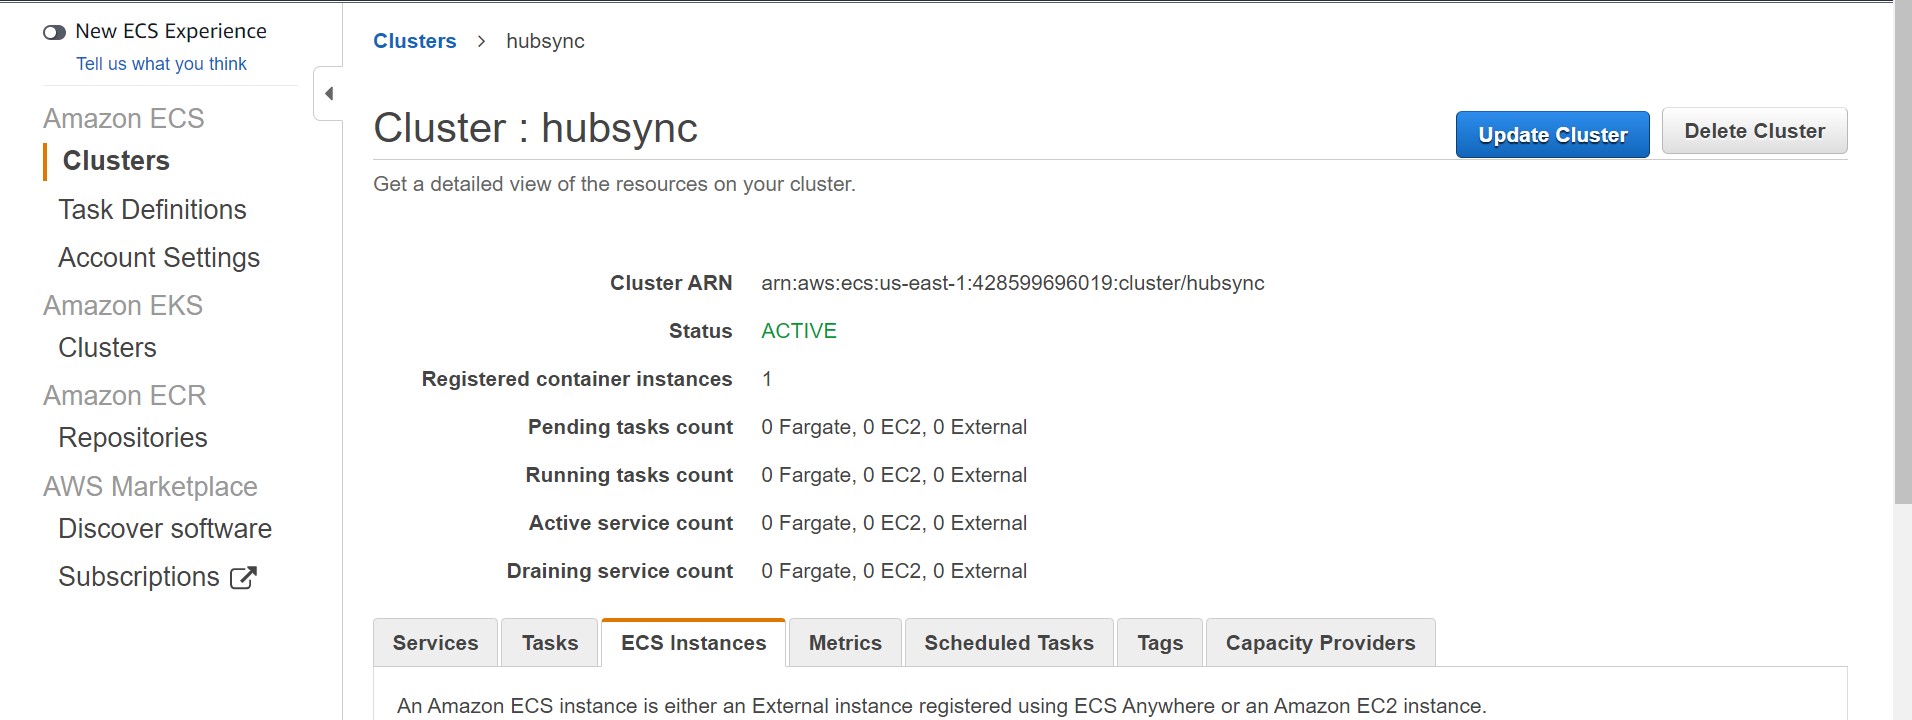 New ECS Experience
Tell us what you think
Amazon ECS
Clusters
Task Definitions
Account Settings
Amazon EKS
Clusters
Amazon ECR
Repositories
AWS Marketplace
Discover software
Subscriptions
Clusters > hubsync
Cluster : hubsync
Update Cluster Delete Cluster
Get a detailed view of the resources on your cluster.
Cluster ARN arn:aws:ecs:us-east-1:428599696019:cluster/hubsync
Status ACTIVE
Registered container instances 1
Pending tasks count 0 Fargate, 0 EC2, 0 External
Running tasks count 0 Fargate, 0 EC2, 0 External
Active service count 0 Fargate, 0 EC2, 0 External
Draining service count 0 Fargate, 0 EC2, 0 External
Services Tasks ECS Instances Metrics Scheduled Tasks Tags Capacity Providers
An Amazon ECS instance is either an External instance registered using ECS Anywhere or an Amazon EC2 instance.